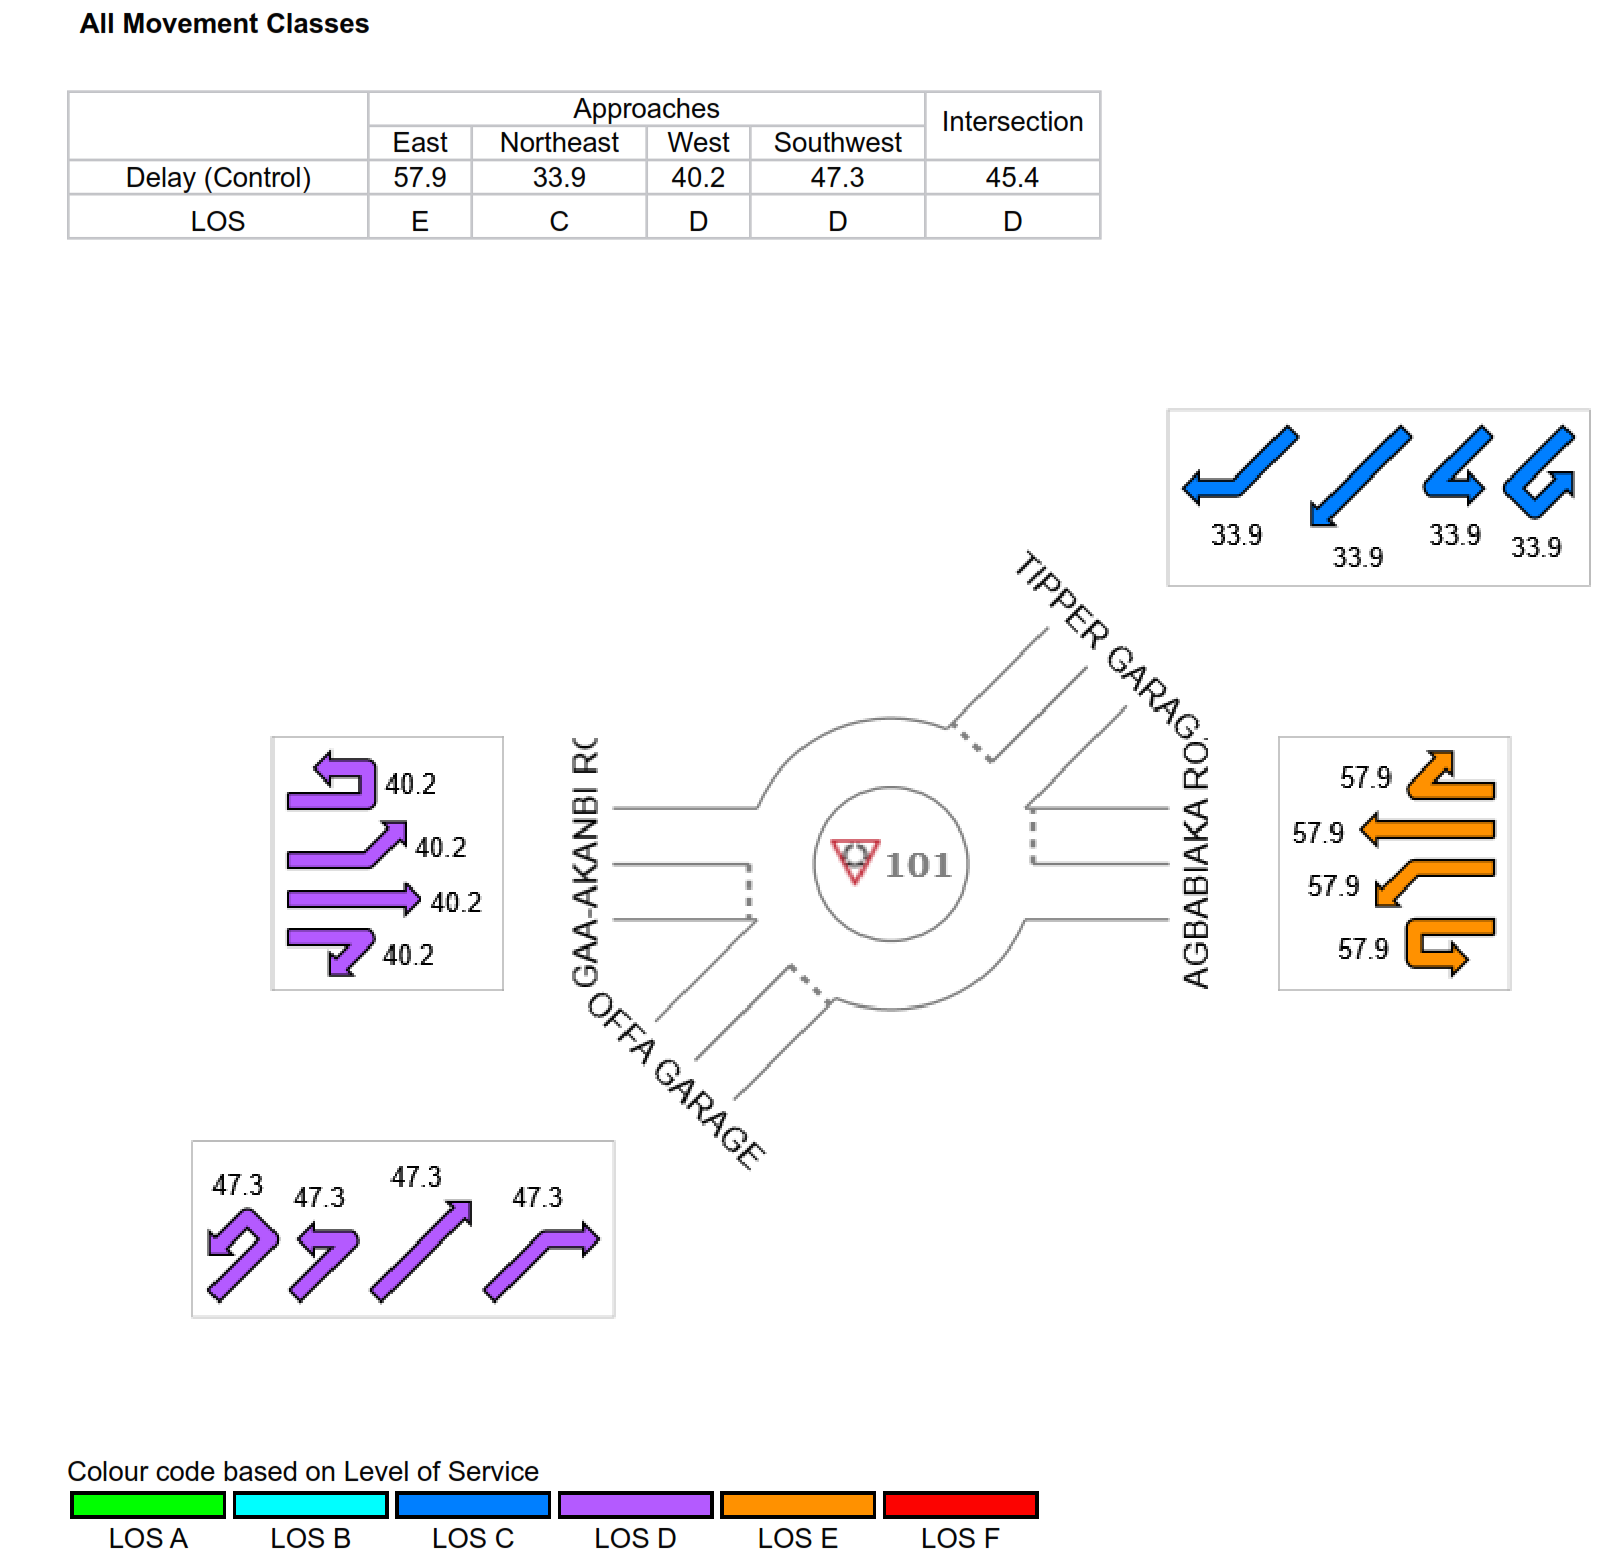 All Movement Classes
Approaches Intersection
East Northeast West Southwest
Delay (Control) 57.9 33.9 40.2 47.3 45.4
LOS E C D D D
33.9 33.9 33.9 33.9
TIPPER GARAG
GAA-AKANBI RO
AGBABIAKA RO
OFFA GARAGE
101
40.2
40.2
40.2
40.2
57.9
57.9
57.9
57.9
47.3 47.3 47.3 47.3
Colour code based on Level of Service
LOS A LOS B LOS C LOS D LOS E LOS F